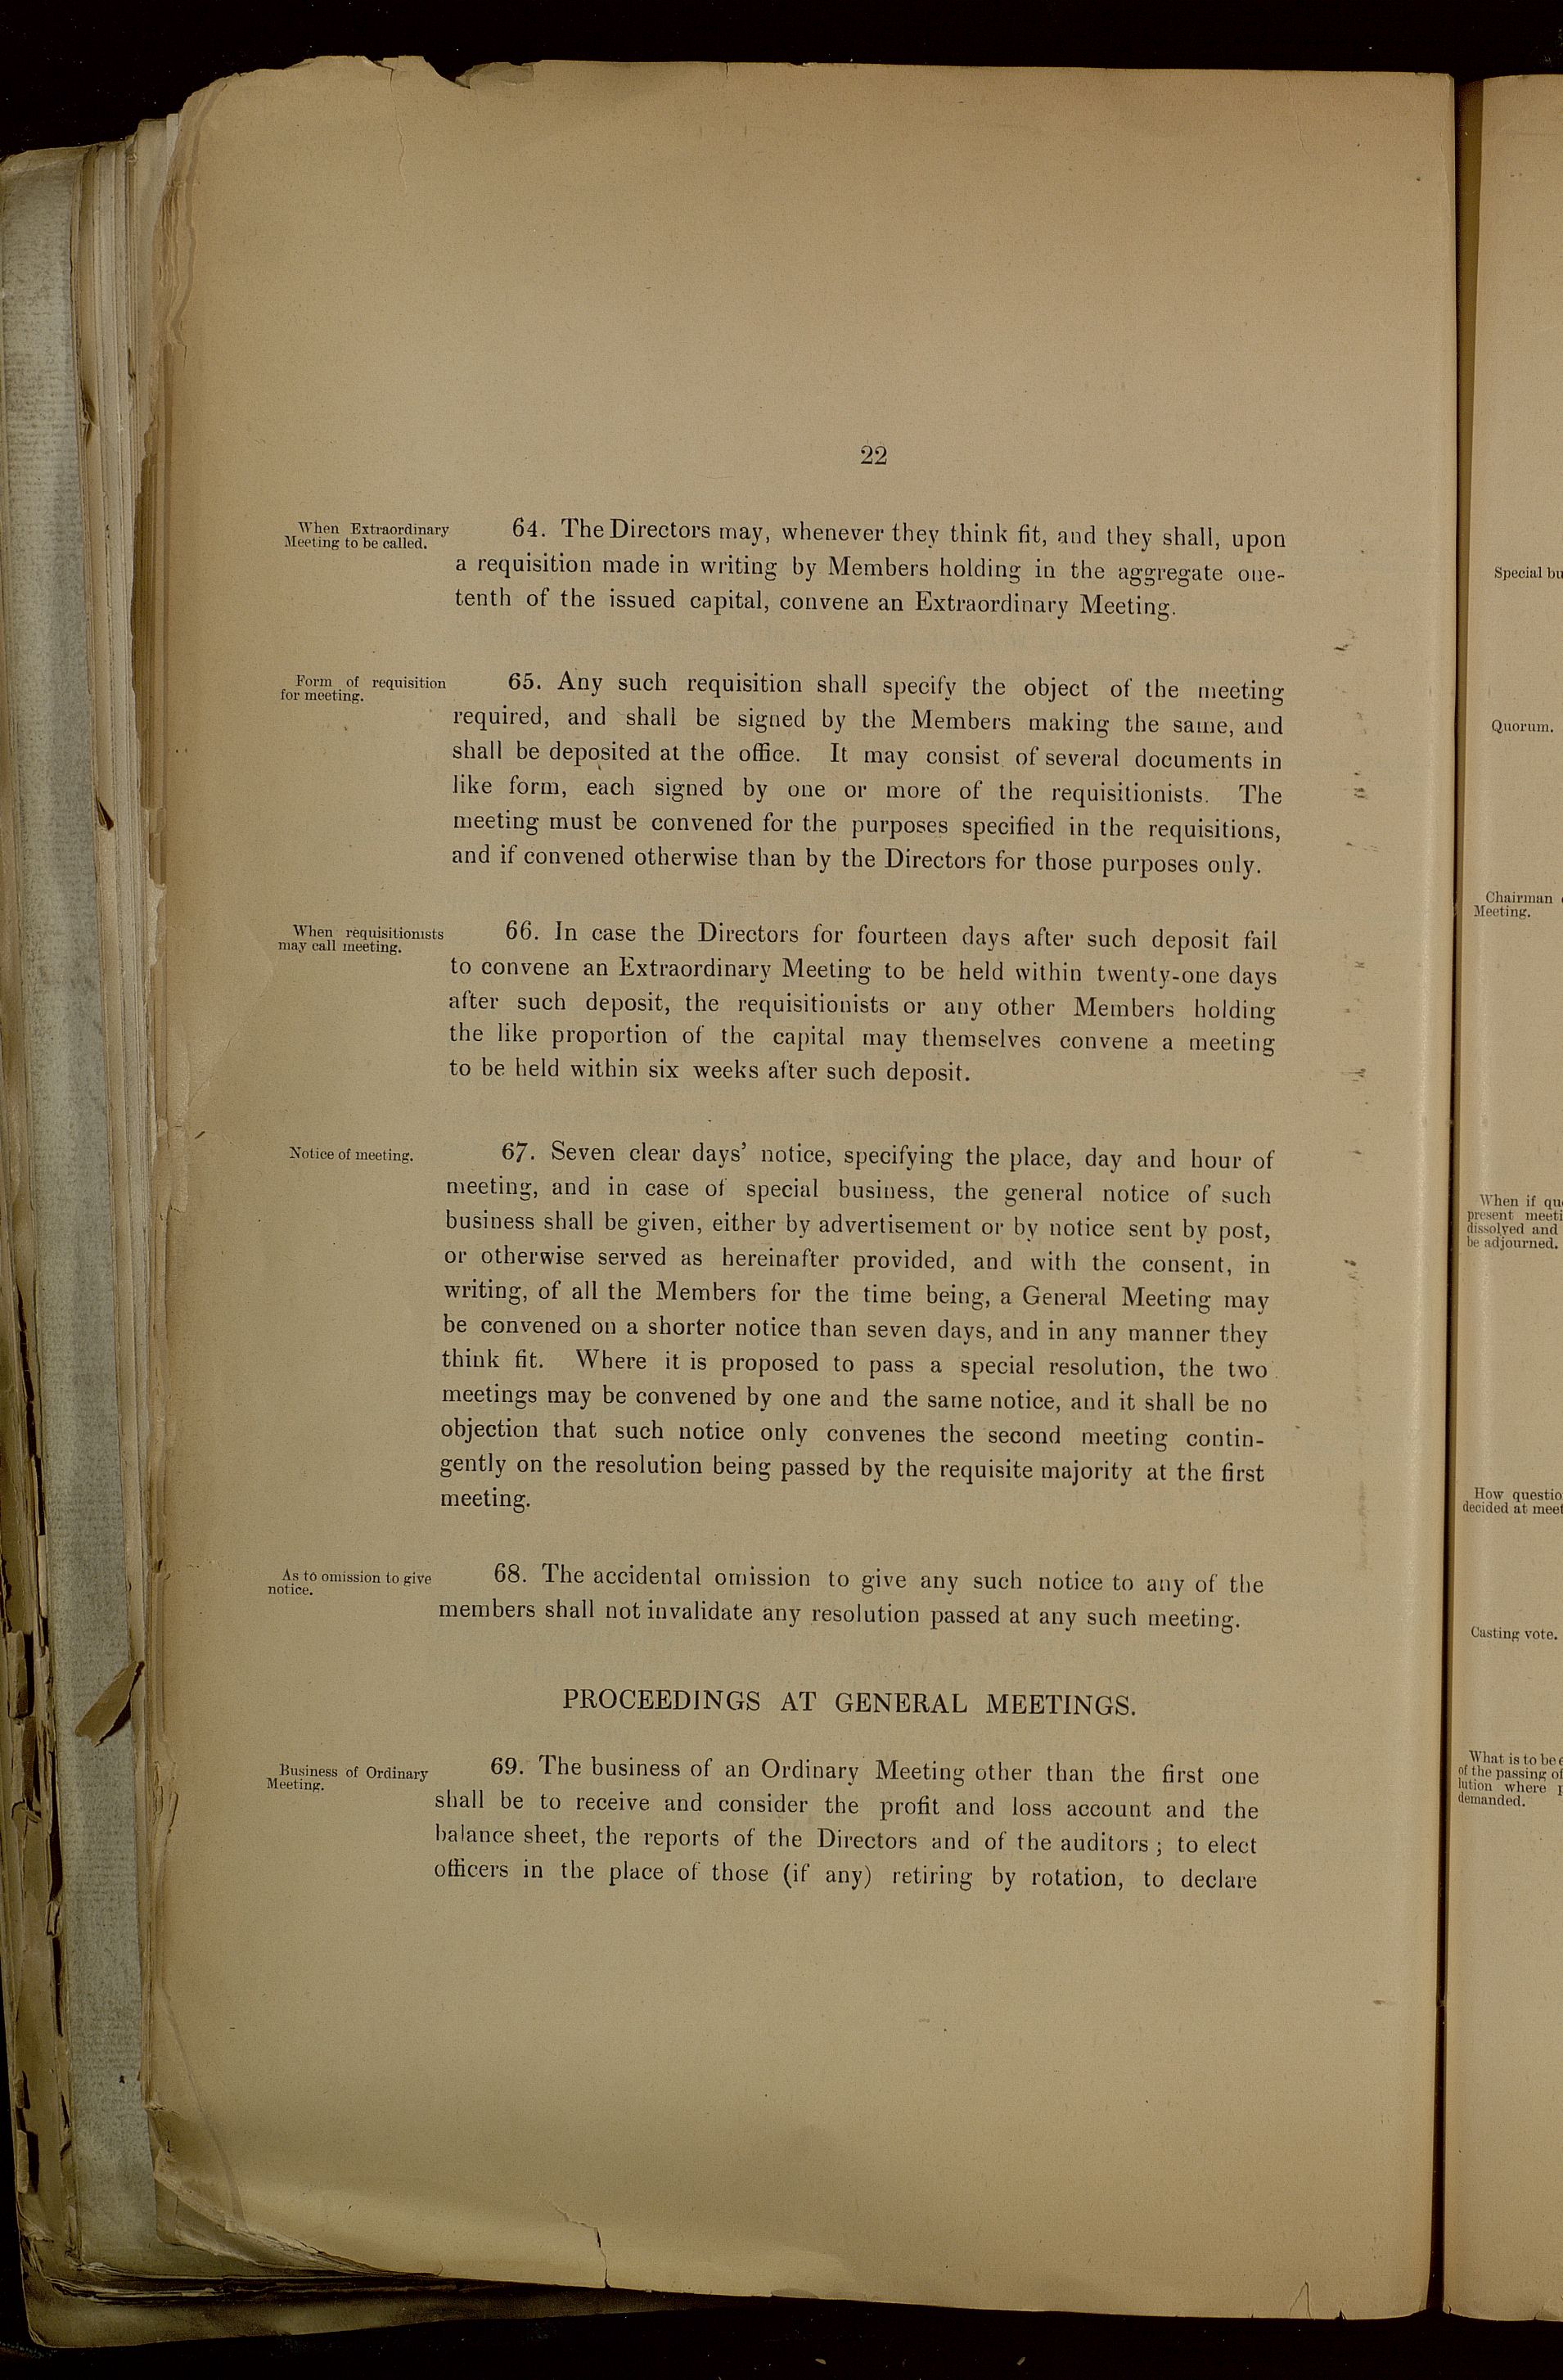 22
When Extraordinary
Meeting to be called.
64. The Directors may, whenever they think fit, and they shall, upon
a requisition made in writing by Members holding in the aggregate one-
tenth of the issued capital, convene an Extraordinary Meeting.
Form of requisition
for meeting.
65. Any such requisition shall specify the object of the meeting
required, and shall be signed by the Members making the same, and
shall be deposited at the office. It may consist of several documents in
like form, each signed by one or more of the requisitionists. The
meeting must be convened for the purposes specified in the requisitions,
and if convened otherwise than by the Directors for those purposes only.
When requisitionists
may call meeting.
66. In case the Directors for fourteen days after such deposit fail
to convene an Extraordinary Meeting to be held within twenty-one days
after such deposit, the requisitionists or any other Members holding
the like proportion of the capital may themselves convene a meeting
to be held within six weeks after such deposit.
Notice of meeting.
67. Seven clear days' notice, specifying the place, day and hour of
meeting, and in case of special business, the general notice of such
business shall be given, either by advertisement or by notice sent by post,
or otherwise served as hereinafter provided, and with the consent, in
writing, of all the Members for the time being, a General Meeting may
be convened on a shorter notice than seven days, and in any manner they
think fit. Where it is proposed to pass a special resolution, the two
meetings may be convened by one and the same notice, and it shall be no
objection that such notice only convenes the second meeting contin-
gently on the resolution being passed by the requisite majority at the first
meeting.
As to omission to give
notice.
68. The accidental omission to give any such notice to any of the
members shall not invalidate any resolution passed at any such meeting.
PROCEEDINGS AT GENERAL MEETINGS.
Business of Ordinary
Meeting.
69. The business of an Ordinary Meeting other than the first one
shall be to receive and consider the profit and loss account and the
balance sheet, the reports of the Directors and of the auditors; to elect
officers in the place of those (if any) retiring by rotation, to declare
Special
Quorum.
Chairman
Meeting.
When if
present
dissolved and
be adjourned.
How
decided at
Casting vote.
What is to be
of the passing of
lution where
demanded.